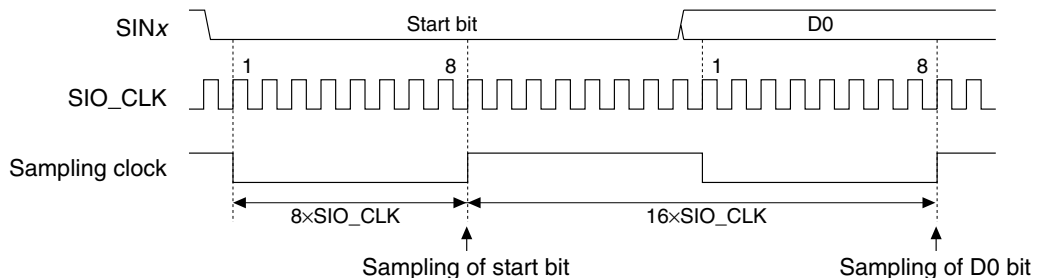 SINx Start bit D0
1 8 1 8
SIO_CLK
Sampling clock
8×SIO_CLK 16×SIO_CLK
Sampling of start bit Sampling of D0 bit